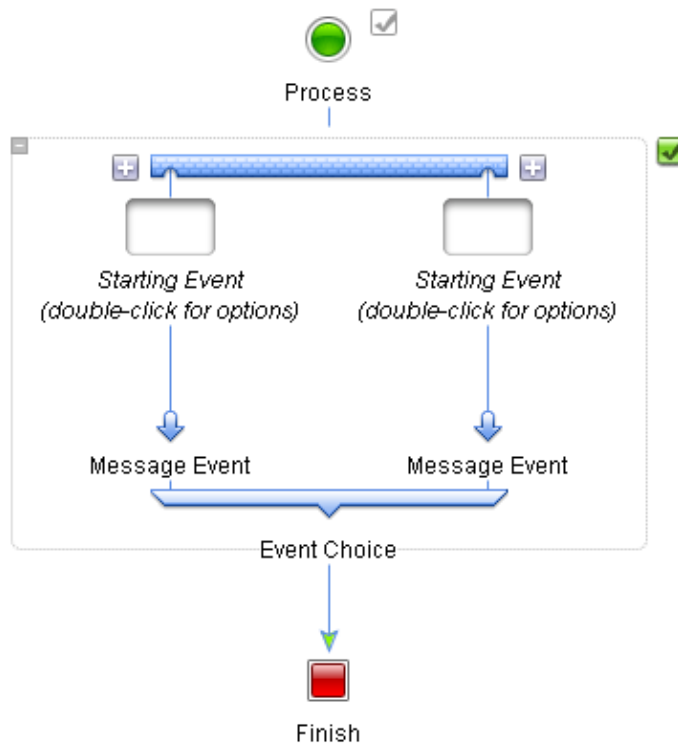 Process
Starting Event
(double-click for options)
Starting Event
(double-click for options)
Message Event
Message Event
Event Choice
Finish